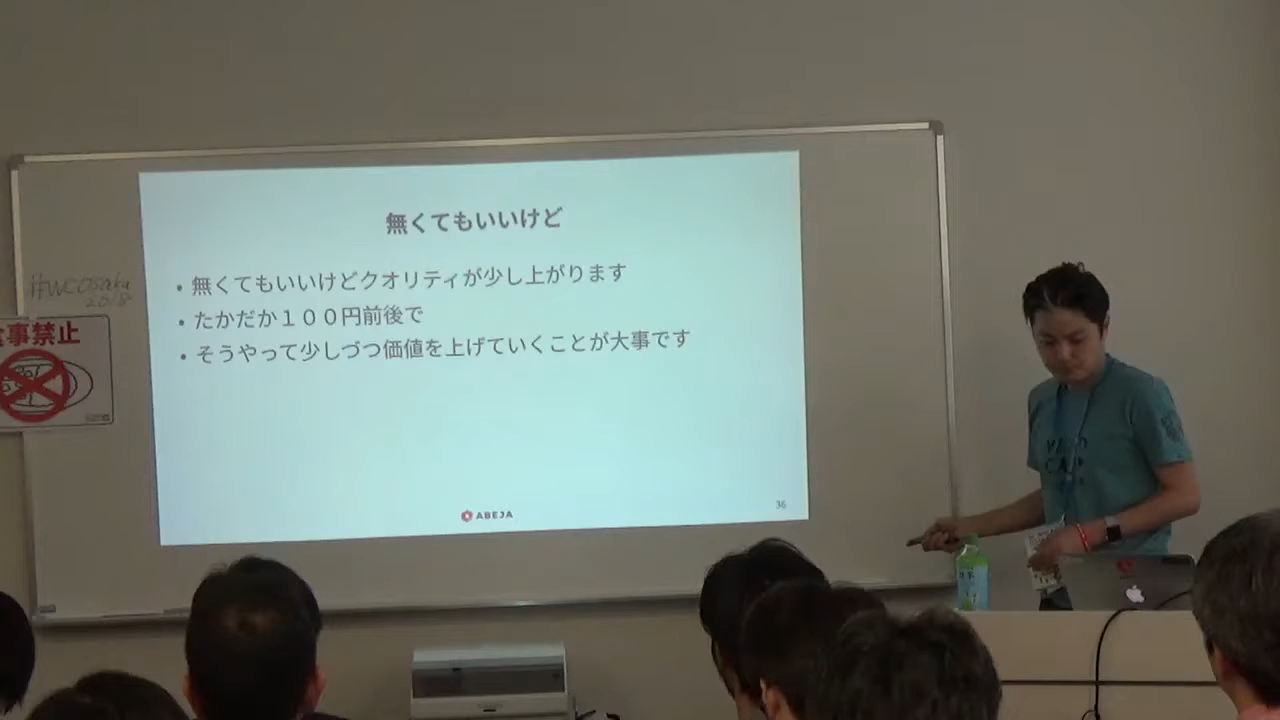 無くてもいいけど
• 無くてもいいけどクオリティが少し上がります
• たかだか１００円前後で
• そうやって少しづつ価値を上げていくことが大事です
ABEJA
36
#WCOsaka
2018
食事禁止